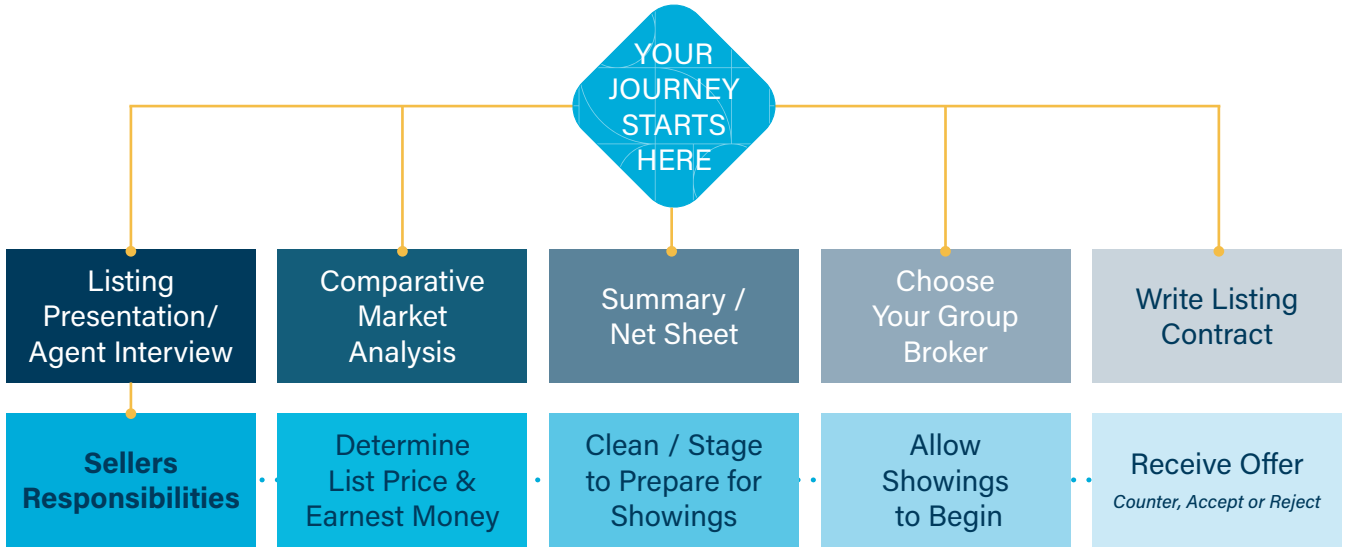 YOUR
JOURNEY
STARTS
HERE
Listing
Presentation/
Agent Interview
Comparative
Market
Analysis
Summary /
Net Sheet
Choose
Your Group
Broker
Write Listing
Contract
Sellers
Responsibilities
Determine
List Price &
Earnest Money
Clean / Stage
to Prepare for
Showings
Allow
Showings
to Begin
Receive Offer
Counter, Accept or Reject